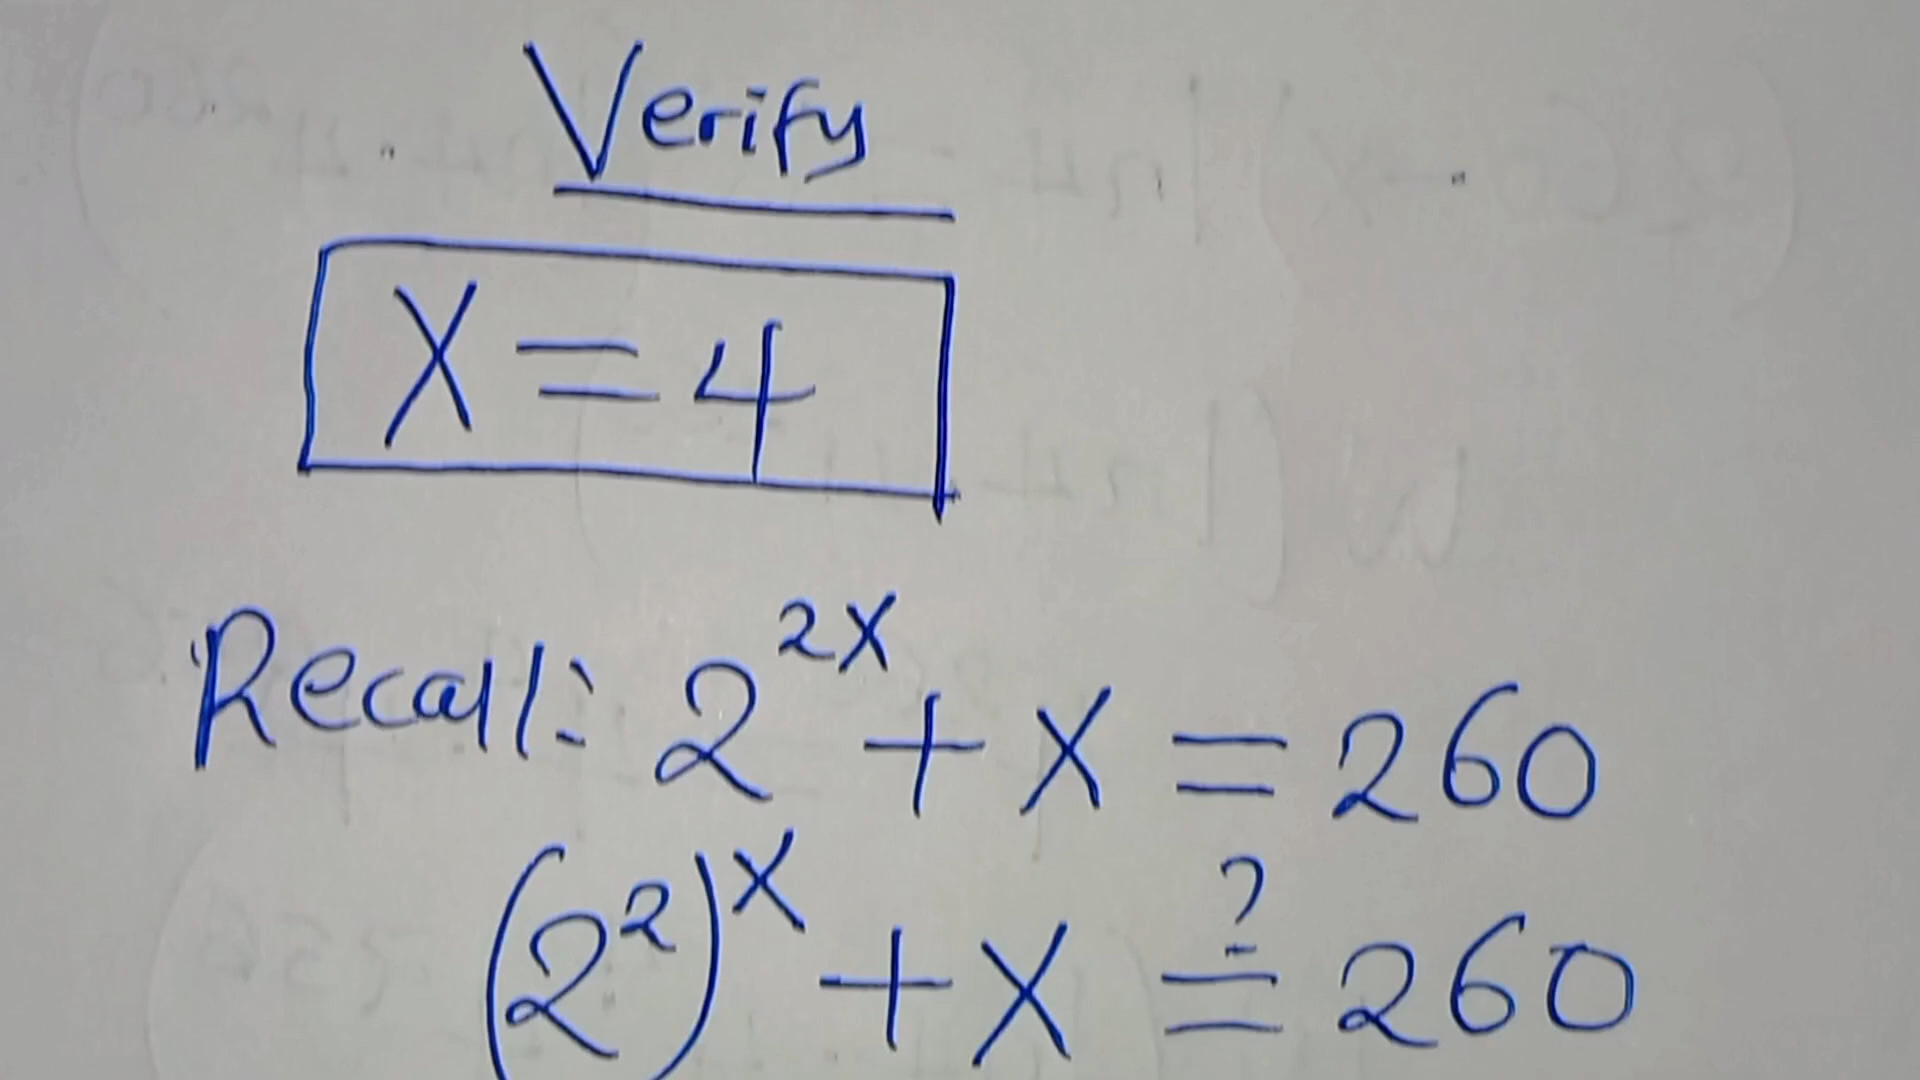 Verify
X = 4
Recall: 2^{2X} + X = 260
(2^2)^X + X ≟ 260